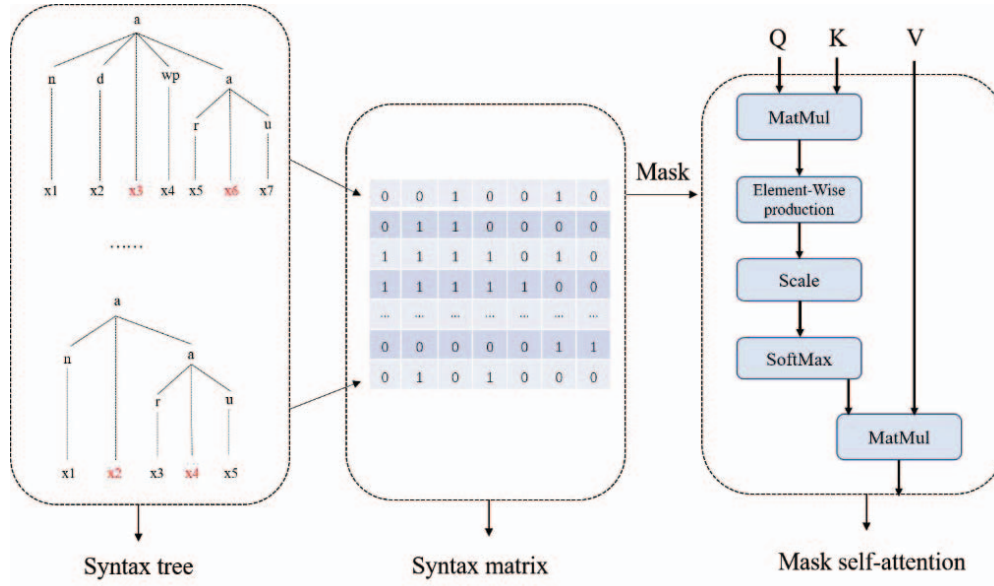 a
n d wp a
r u
x1 x2 x3 x4 x5 x6 x7
......
a
n a
r u
x1 x2 x3 x4 x5
Syntax tree
0 0 1 0 0 1 0
0 1 1 0 0 0 0
1 1 1 1 0 1 0
1 1 1 1 1 0 0
... ... ... ... ... ... ...
0 0 0 0 0 1 1
0 1 0 1 0 0 0
Syntax matrix
Mask
Q K V
MatMul
Element-Wise
production
Scale
SoftMax
MatMul
Mask self-attention